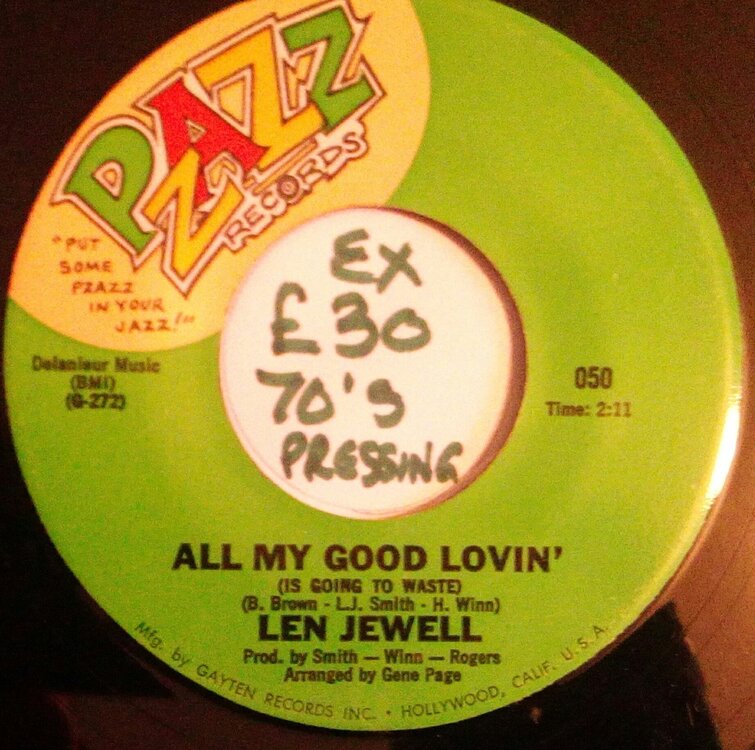 PZAZZ
RECORDS
"PUT
SOME
PZAZZ
IN YOUR
JAZZ!"
EX
£30
70's
PRESSING
Delanieur Music
(BMI)
(G-272)
050
Time: 2:11
ALL MY GOOD LOVIN'
(IS GOING TO WASTE)
(B. Brown - L.J. Smith - H. Winn)
LEN JEWELL
Prod. by Smith — Winn — Rogers
Arranged by Gene Page
Mfg. by GAYTEN RECORDS INC. • HOLLYWOOD, CALIF. U.S.A.